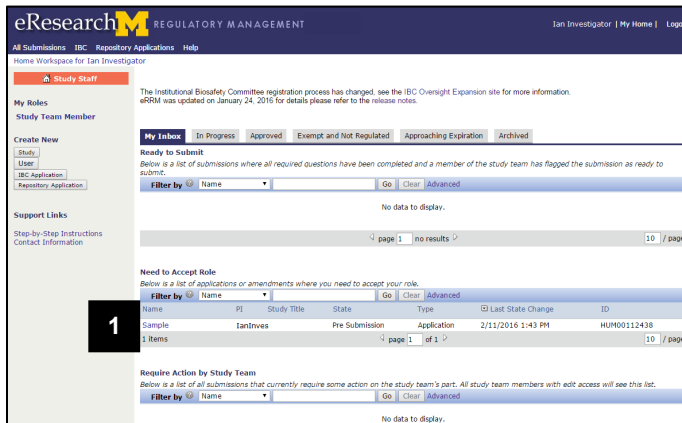 eResearch M REGULATORY MANAGEMENT
Ian Investigator | My Home | Logo
All Submissions IBC Repository Applications Help
Home Workspace for Ian Investigator
Study Staff
My Roles
Study Team Member
Create New
Study
User
IBC Application
Repository Application
Support Links
Step-by-Step Instructions
Contact Information
The Institutional Biosafety Committee registration process has changed, see the IBC Oversight Expansion site for more information.
eRRM was updated on January 24, 2016 for details please refer to the release notes.
My Inbox In Progress Approved Exempt and Not Regulated Approaching Expiration Archived
Ready to Submit
Below is a list of submissions where all required questions have been completed and a member of the study team has flagged the submission as ready to
submit.
Filter by Name Go Clear Advanced
No data to display.
page 1 no results 10 / page
Need to Accept Role
Below is a list of applications or amendments where you need to accept your role.
Filter by Name Go Clear Advanced
Name PI Study Title State Type Last State Change ID
1
Sample IanInves Pre Submission Application 2/11/2016 1:43 PM HUM00112438
1 items page 1 of 1 10 / page
Require Action by Study Team
Below is a list of all submissions that currently require some action on the study team's part. All study team members with edit access will see this list.
Filter by Name Go Clear Advanced
No data to display.